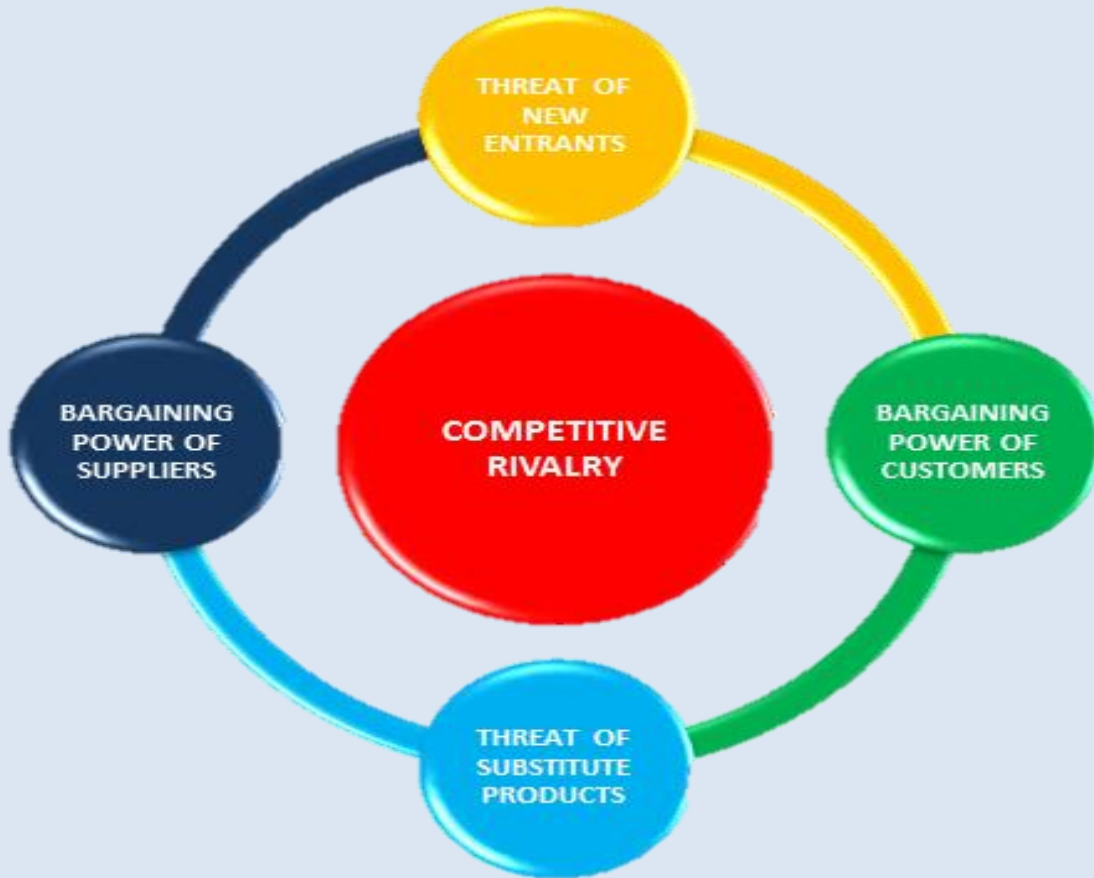 THREAT OF
NEW
ENTRANTS
BARGAINING
POWER OF
SUPPLIERS
COMPETITIVE
RIVALRY
BARGAINING
POWER OF
CUSTOMERS
THREAT OF
SUBSTITUTE
PRODUCTS